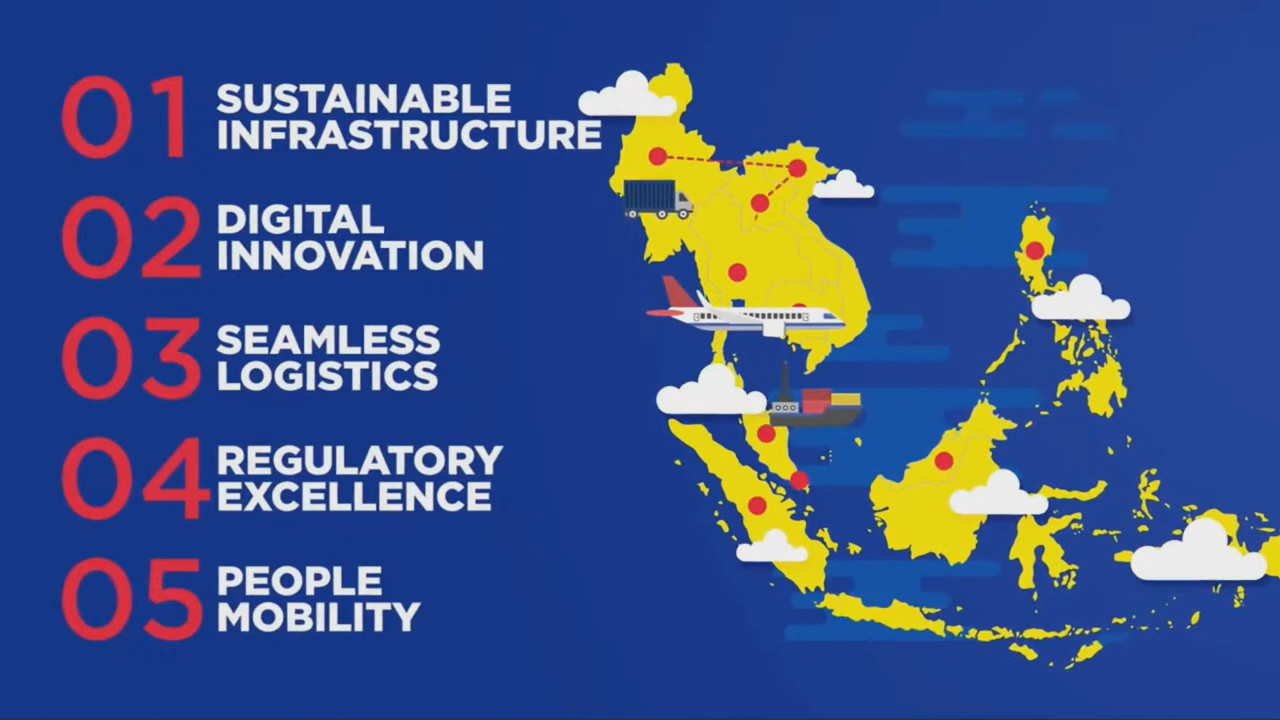 01 SUSTAINABLE
INFRASTRUCTURE
02 DIGITAL
INNOVATION
03 SEAMLESS
LOGISTICS
04 REGULATORY
EXCELLENCE
05 PEOPLE
MOBILITY